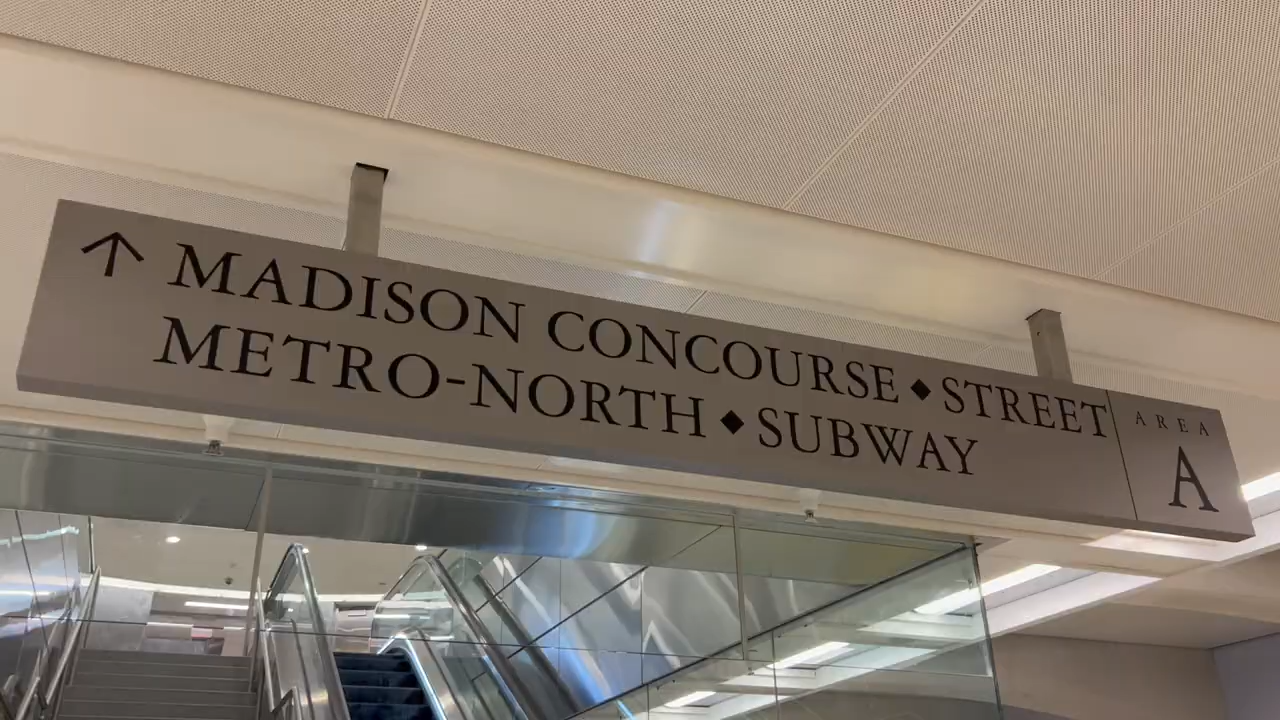 ↑ MADISON CONCOURSE ◆ STREET
METRO-NORTH ◆ SUBWAY
AREA
A